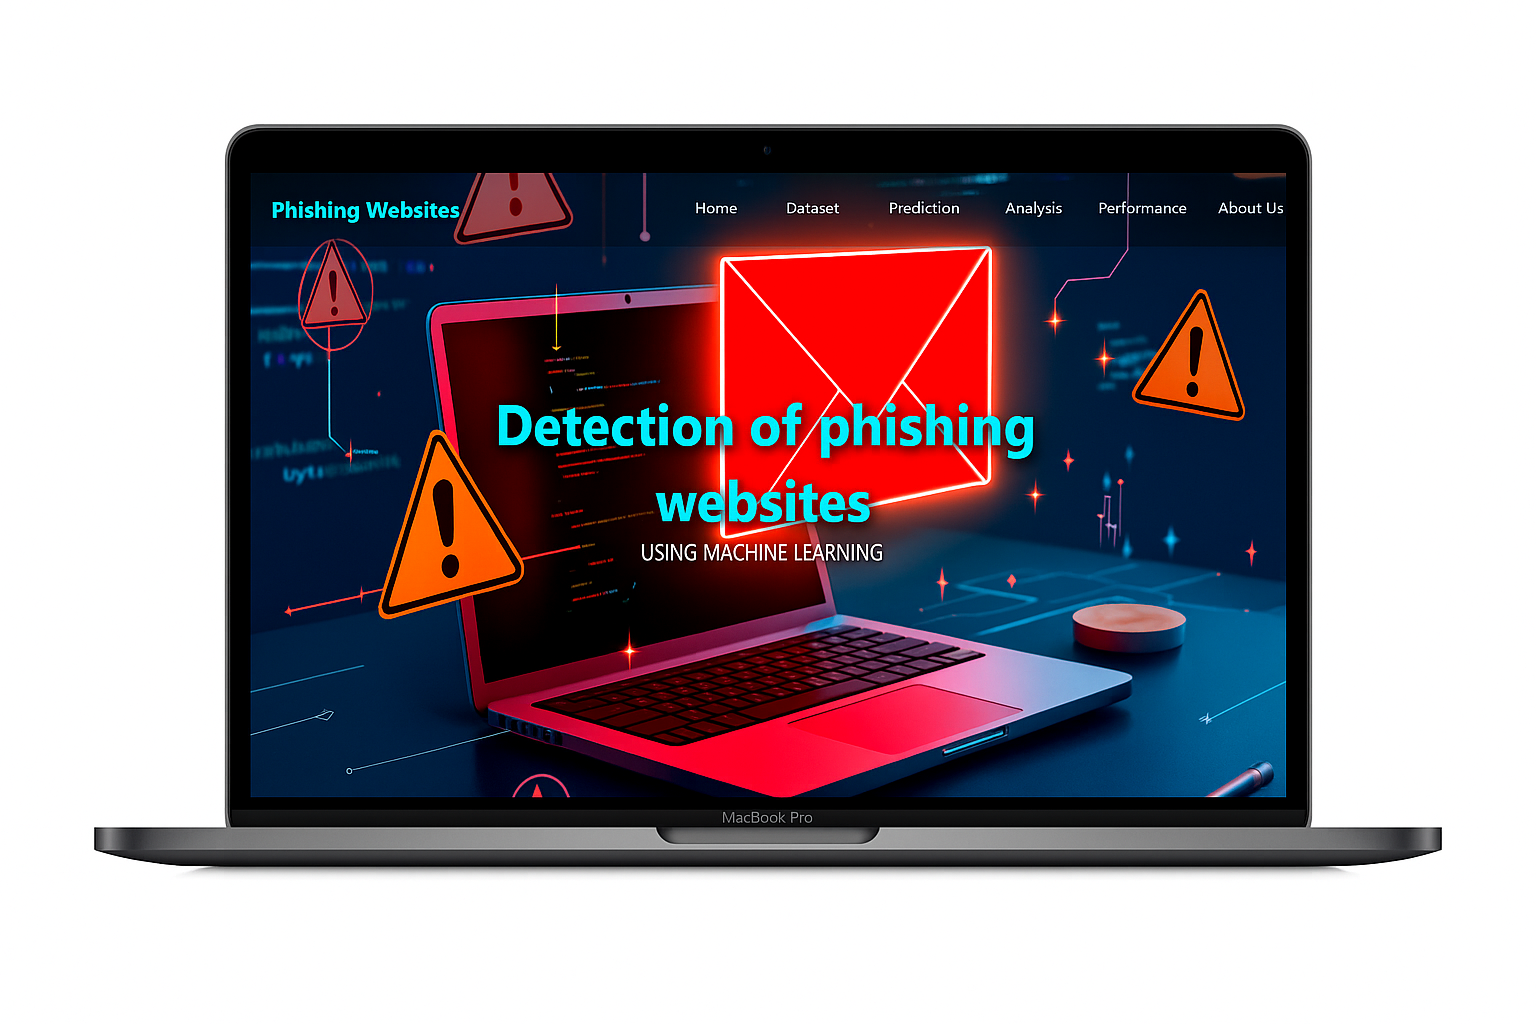 Phishing Websites
Home Dataset Prediction Analysis Performance About Us
Detection of phishing
websites
USING MACHINE LEARNING
MacBook Pro